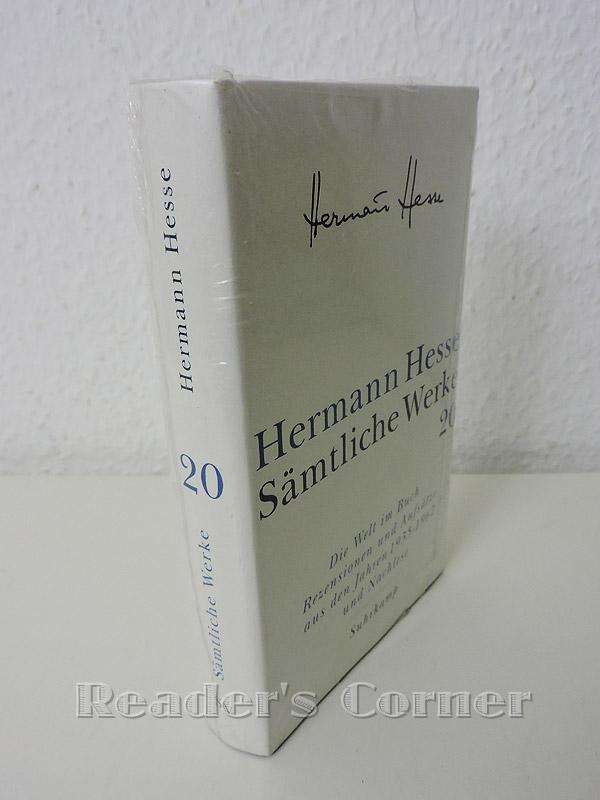 Hermann Hesse
20
Sämtliche Werke
Hermann Hesse
Hermann Hesse
Sämtliche Werke
20
Die Welt im Buch
Rezensionen und Aufsätze
aus den Jahren 1935-1962
und Nachlese
Suhrkamp
Reader's Corner